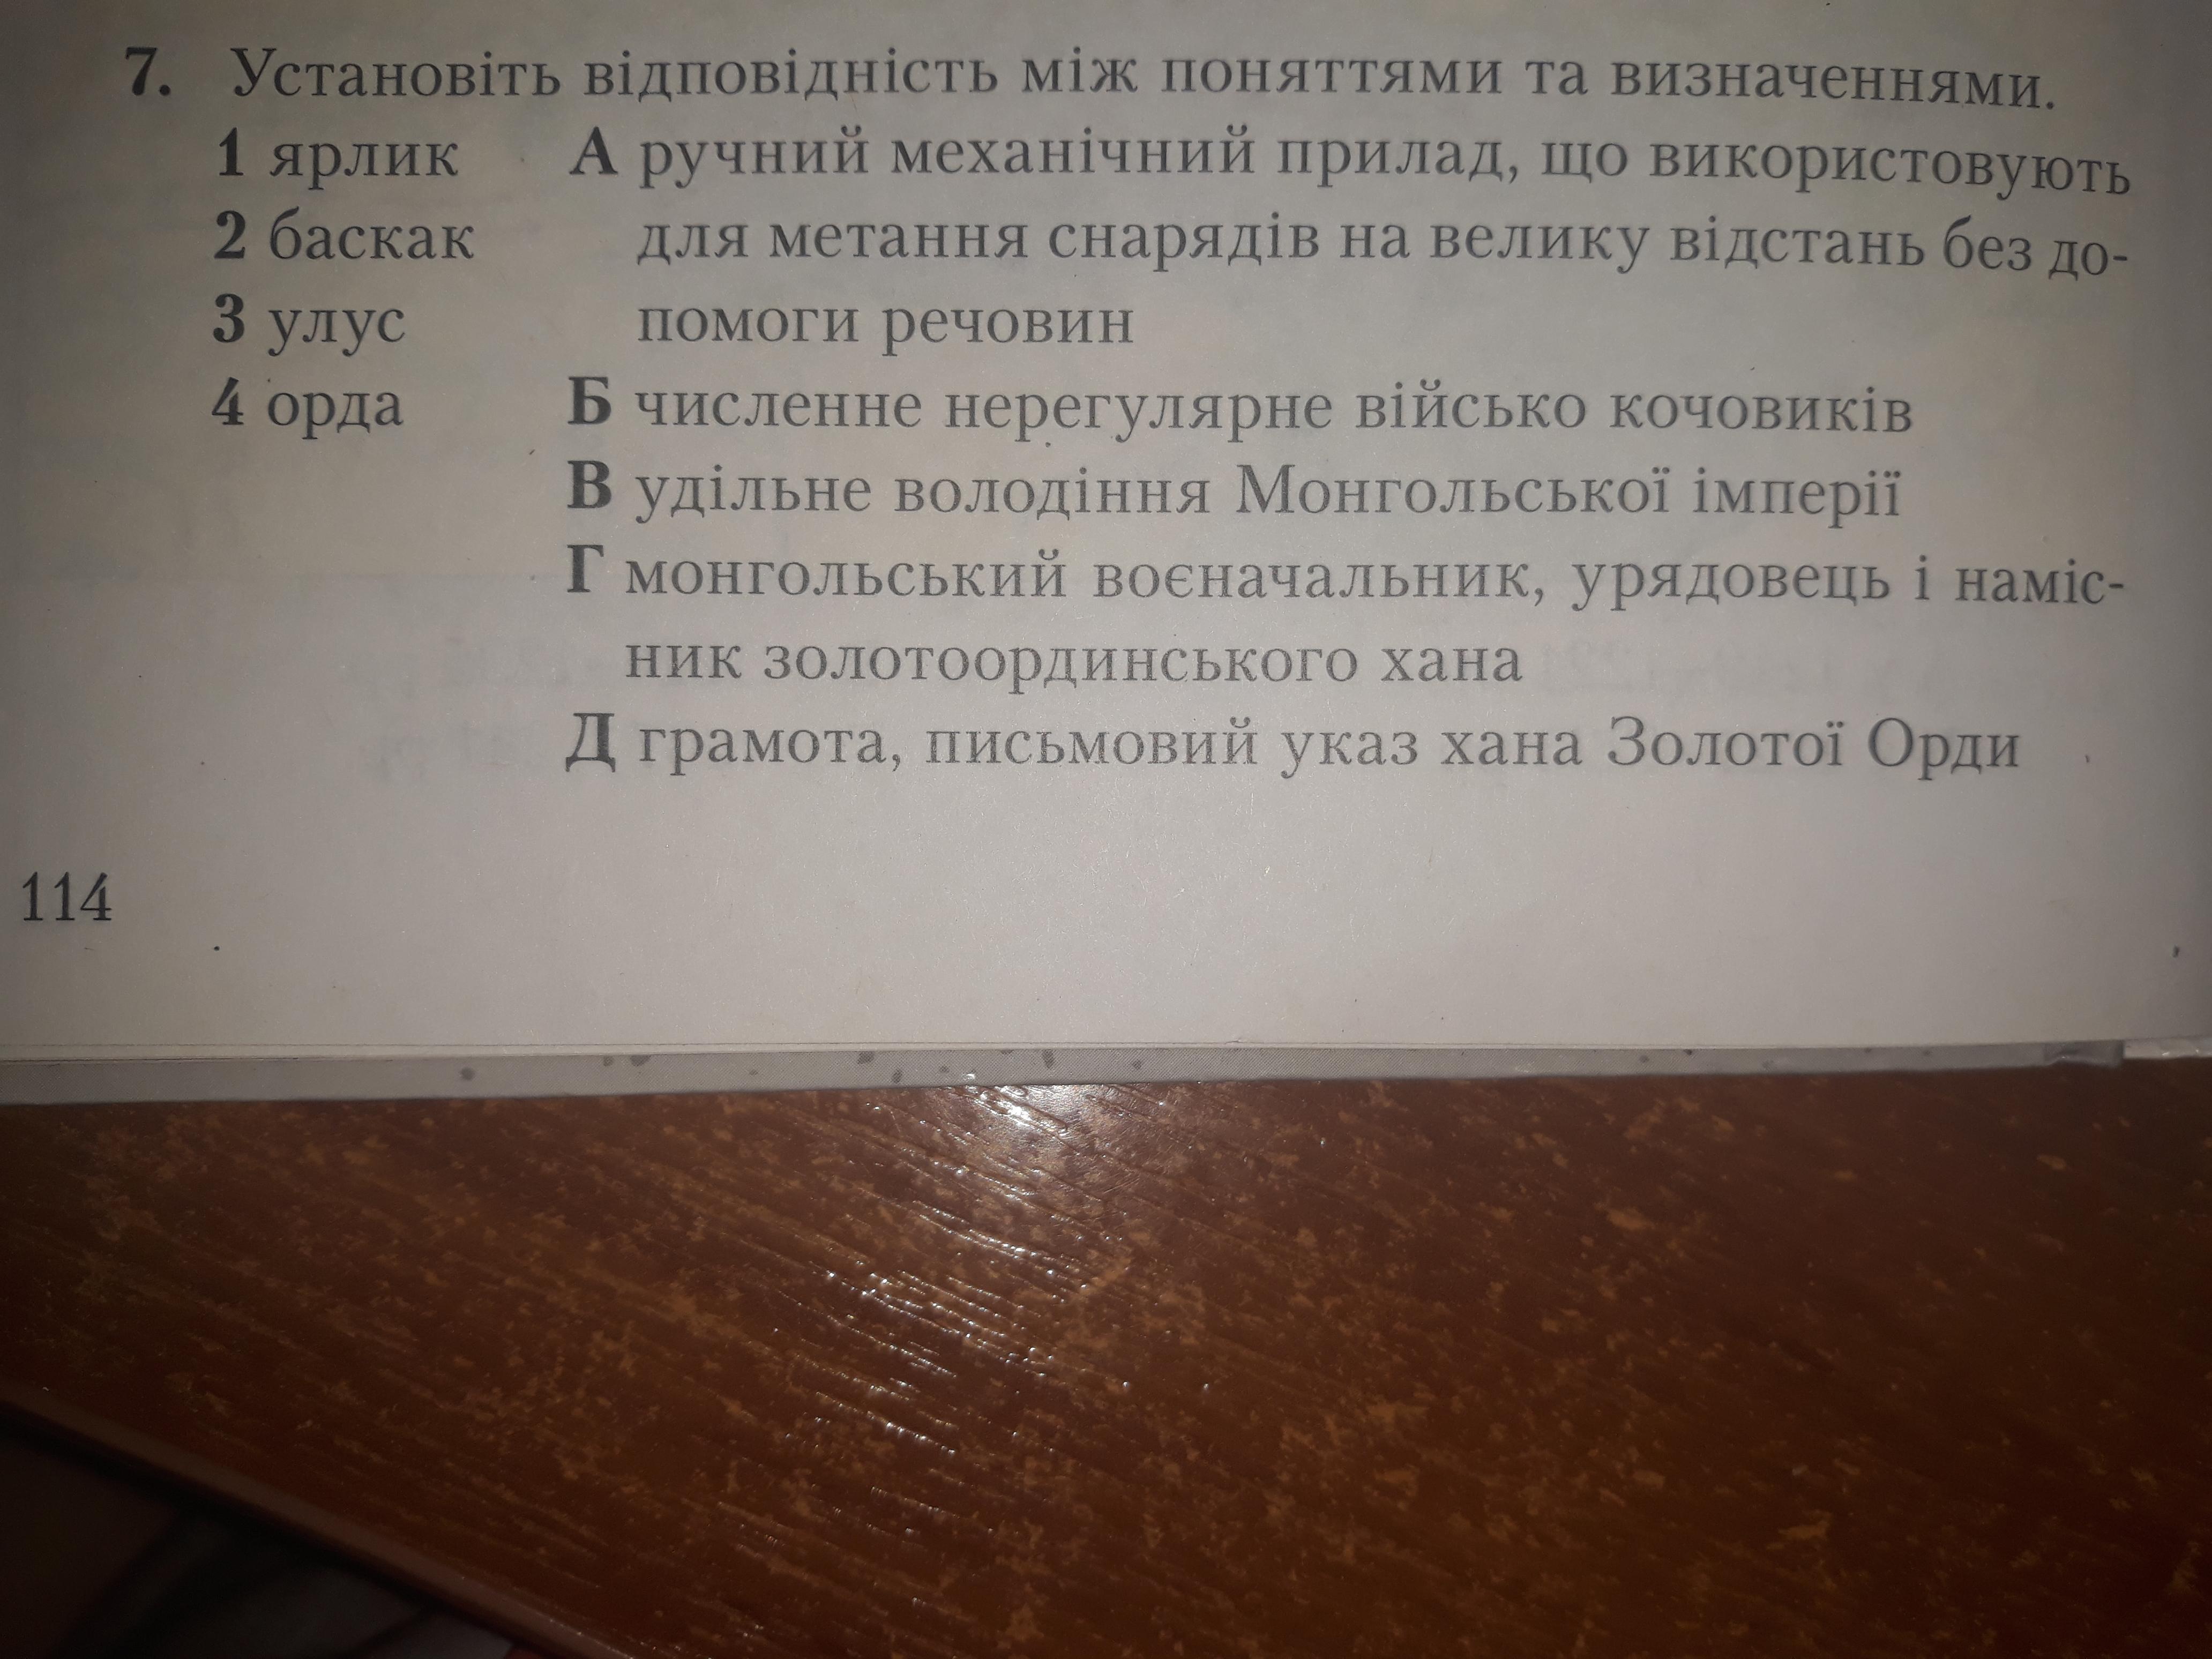 7. Установіть відповідність між поняттями та визначеннями.
1 ярлик
2 баскак
3 улус
4 орда
А ручний механічний прилад, що використовують
для метання снарядів на велику відстань без до-
помоги речовин
Б численне нерегулярне військо кочовиків
В удільне володіння Монгольської імперії
Г монгольський воєначальник, урядовець і наміс-
ник золотоординського хана
Д грамота, письмовий указ хана Золотої Орди
114